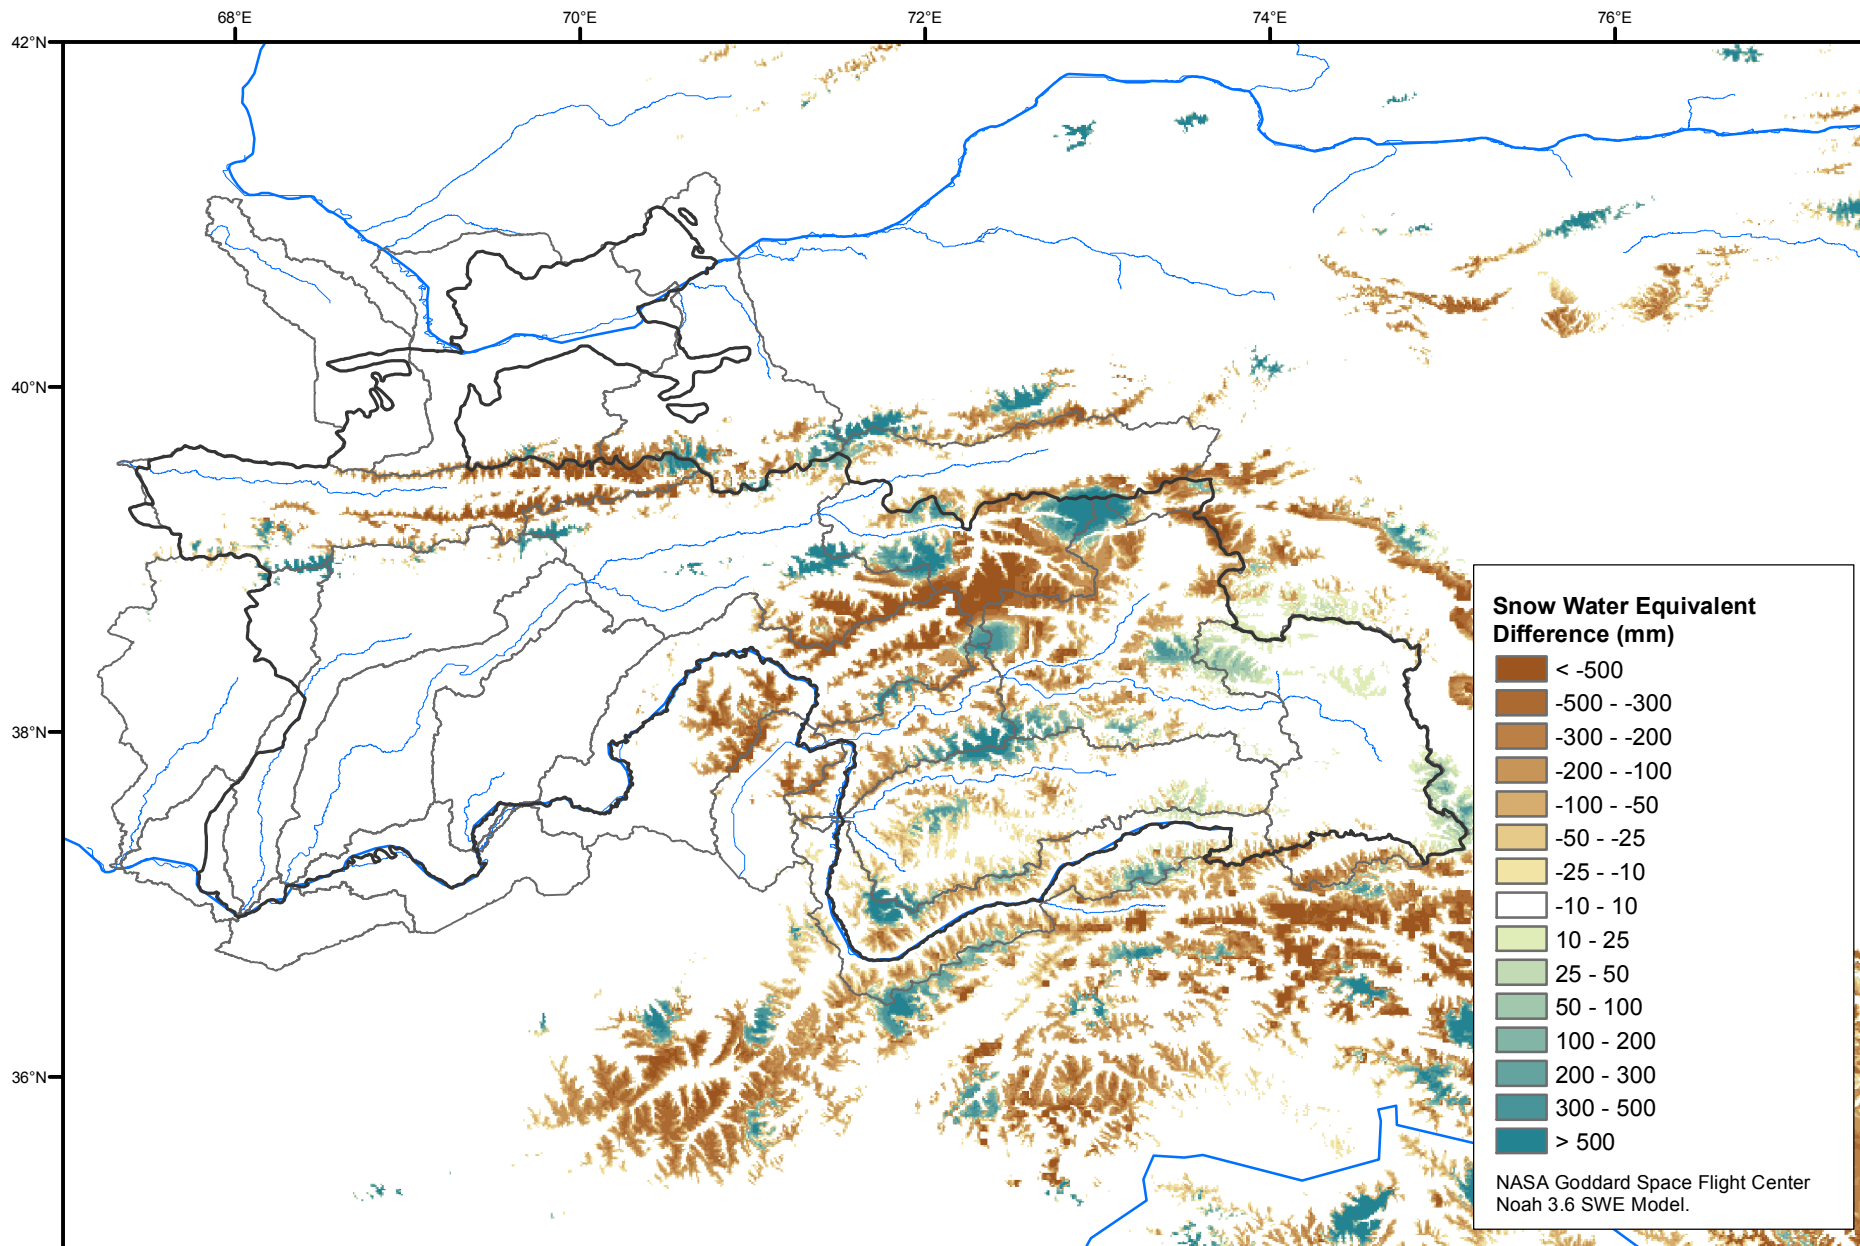 68°E
70°E
72°E
74°E
76°E
42°N
40°N
38°N
36°N
Snow Water Equivalent
Difference (mm)
< -500
-500 - -300
-300 - -200
-200 - -100
-100 - -50
-50 - -25
-25 - -10
-10 - 10
10 - 25
25 - 50
50 - 100
100 - 200
200 - 300
300 - 500
> 500
NASA Goddard Space Flight Center
Noah 3.6 SWE Model.